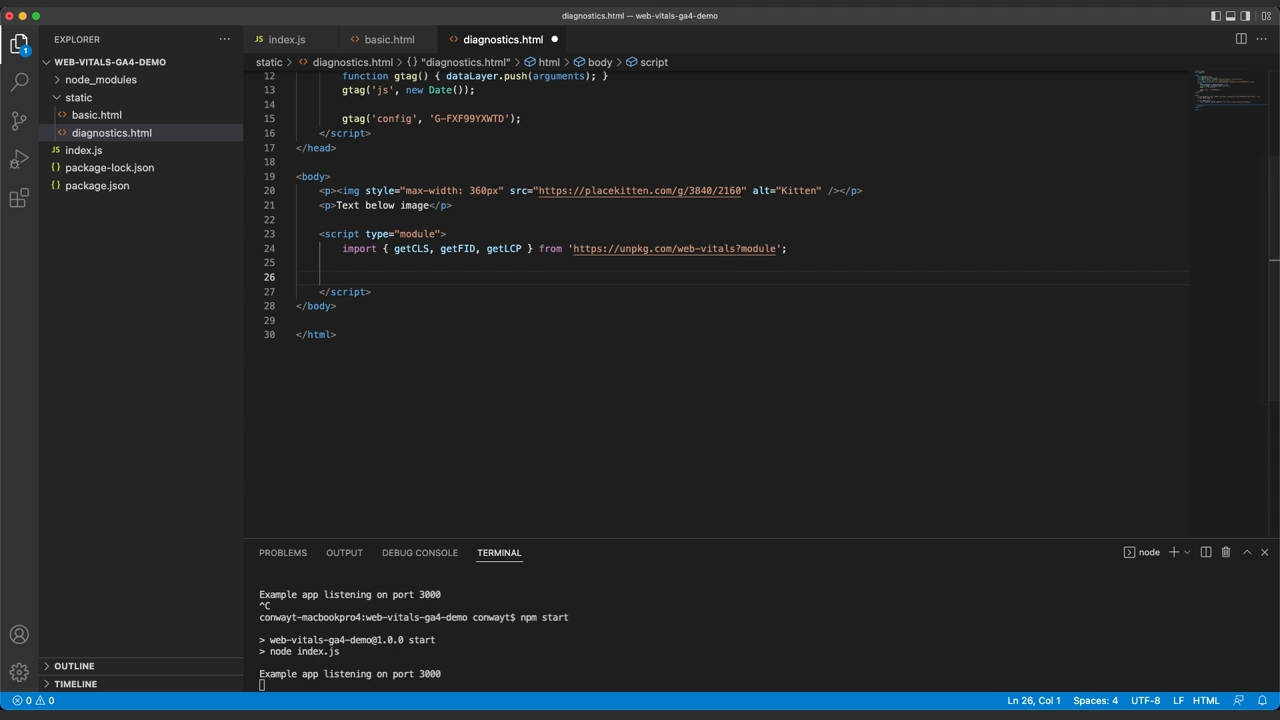 diagnostics.html — web-vitals-ga4-demo
EXPLORER
JS index.js
<> basic.html
<> diagnostics.html
1
WEB-VITALS-GA4-DEMO
node_modules
static
<> basic.html
<> diagnostics.html
JS index.js
{} package-lock.json
{} package.json
static > <> diagnostics.html > {} "diagnostics.html" > html > body > script
12 function gtag() { dataLayer.push(arguments); }
13 gtag('js', new Date());
14
15 gtag('config', 'G-FXF99YXWTD');
16 </script>
17 </head>
18
19 <body>
20 <p><img style="max-width: 360px" src="https://placekitten.com/g/3840/2160" alt="Kitten" /></p>
21 <p>Text below image</p>
22
23 <script type="module">
24 import { getCLS, getFID, getLCP } from 'https://unpkg.com/web-vitals?module';
25
26
27 </script>
28 </body>
29
30 </html>
PROBLEMS OUTPUT DEBUG CONSOLE TERMINAL
node
Example app listening on port 3000
^C
conwayt-macbookpro4:web-vitals-ga4-demo conwayt$ npm start
> web-vitals-ga4-demo@1.0.0 start
> node index.js
Example app listening on port 3000
OUTLINE
TIMELINE
0 0
Ln 26, Col 1 Spaces: 4 UTF-8 LF HTML